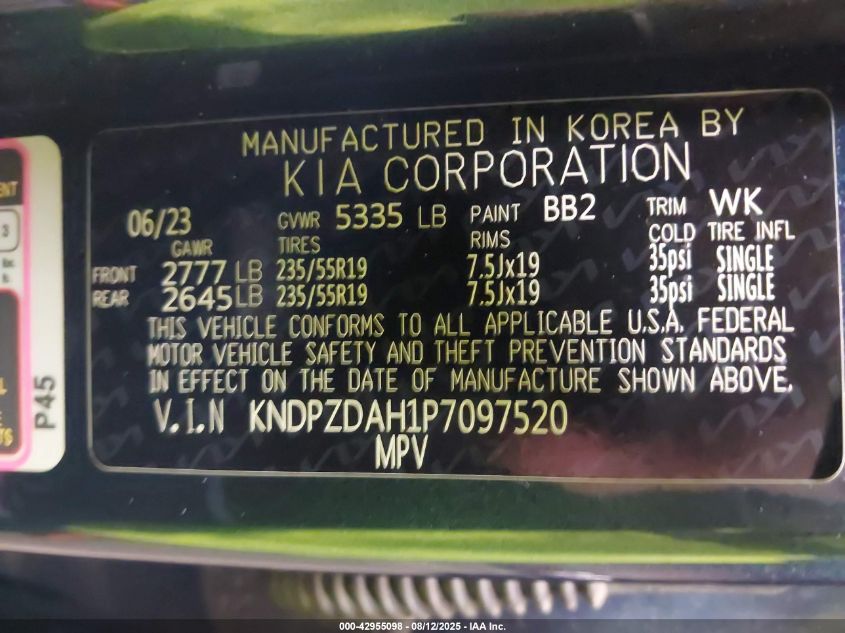 MANUFACTURED IN KOREA BY
KIA CORPORATION
06/23 GVWR 5335 LB PAINT BB2 TRIM WK
GAWR TIRES RIMS COLD TIRE INFL
FRONT 2777 LB 235/55R19 7.5Jx19 35psi SINGLE
REAR 2645 LB 235/55R19 7.5Jx19 35psi SINGLE
THIS VEHICLE CONFORMS TO ALL APPLICABLE U.S.A. FEDERAL
MOTOR VEHICLE SAFETY AND THEFT PREVENTION STANDARDS
IN EFFECT ON THE DATE OF MANUFACTURE SHOWN ABOVE.
V.I.N KNDPZDAH1P7097520
MPV
P45
3
000-42955098 - 08/12/2025 - IAA Inc.